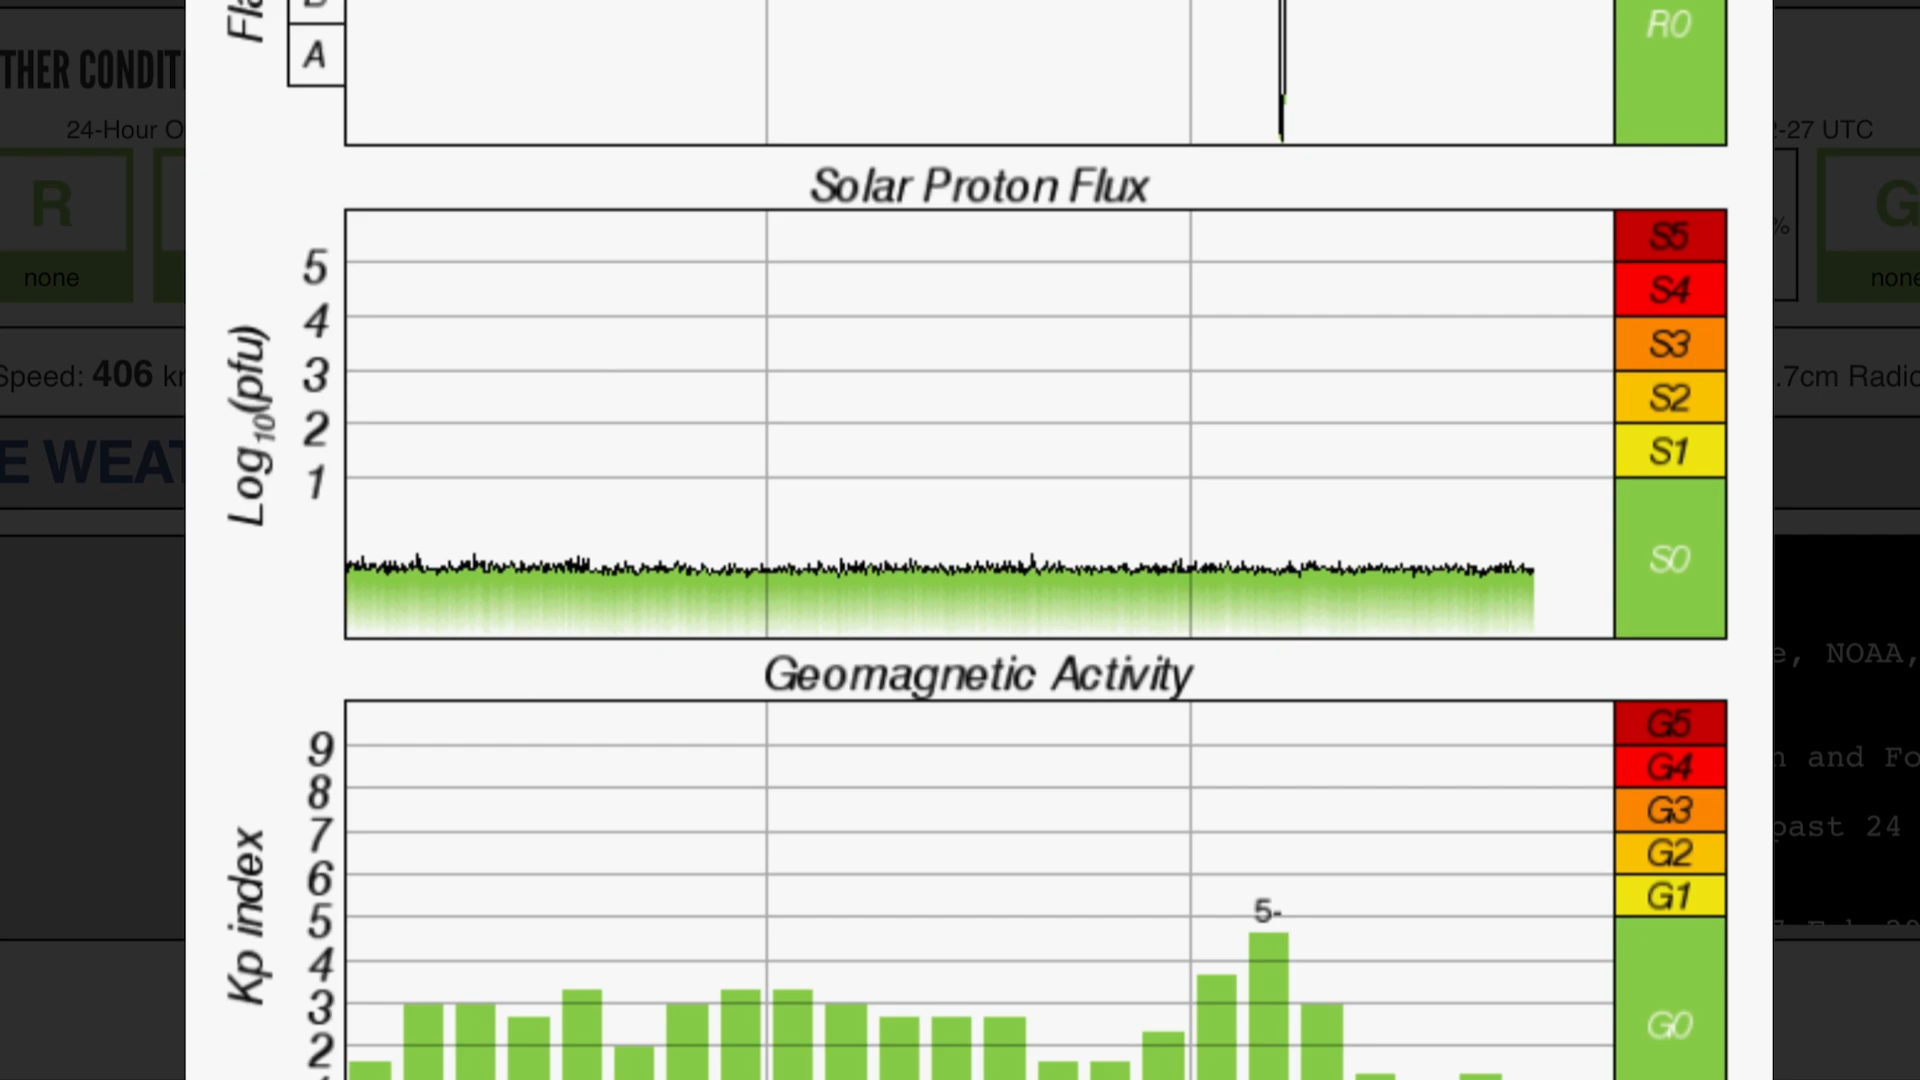 Fla
A
R0
THER CONDIT
24-Hour O
2-27 UTC
R
none
G
none
%
Solar Proton Flux
Log10(pfu)
5
4
3
2
1
S5
S4
S3
S2
S1
S0
Speed: 406 k
.7cm Radio
E WEAT
e, NOAA,
n and Fo
past 24
Geomagnetic Activity
Kp index
9
8
7
6
5
4
3
2
5-
G5
G4
G3
G2
G1
G0